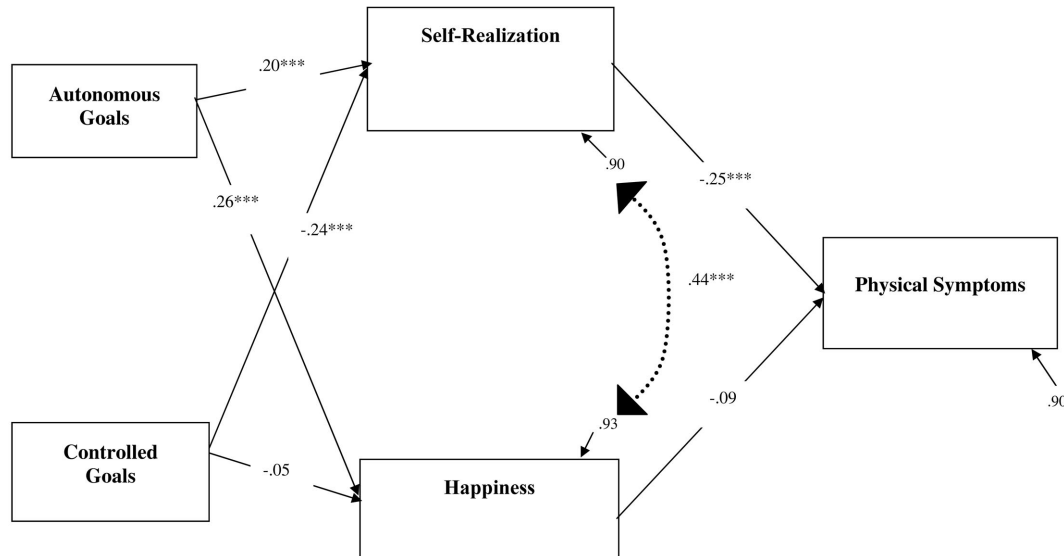 Self-Realization
.20***
Autonomous
Goals
.90
-.25***
.26***
-.24***
.44***
Physical Symptoms
-.09
.90
.93
Controlled
Goals
-.05
Happiness